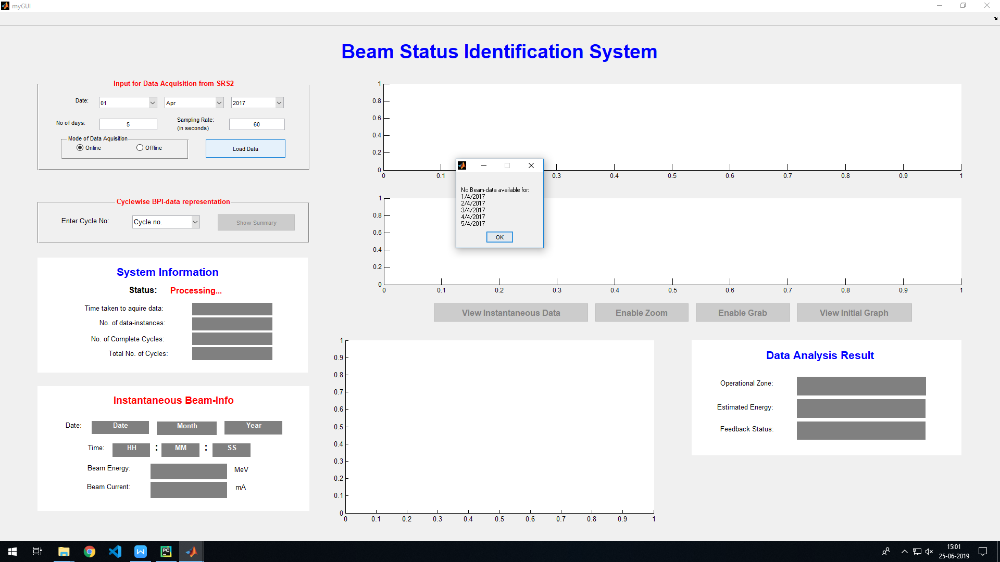 myGUI
Beam Status Identification System
Input for Data Acquisition from SRS2
Date:
01
Apr
2017
No of days:
5
Sampling Rate:
(in seconds)
60
Mode of Data Aquisition
Online
Offline
Load Data
Cyclewise BPI-data representation
Enter Cycle No:
Cycle no.
Show Summary
System Information
Status:
Processing...
Time taken to aquire data:
No. of data-instances:
No. of Complete Cycles:
Total No. of Cycles:
Instantaneous Beam-Info
Date:
Date
Month
Year
Time:
HH
:
MM
:
SS
Beam Energy:
MeV
Beam Current:
mA
1
0.8
0.6
0.4
0.2
0
0
0.1
0.3
0.4
0.5
0.6
0.7
0.8
0.9
1
No Beam-data available for:
1/4/2017
2/4/2017
3/4/2017
4/4/2017
5/4/2017
OK
1
0.8
0.6
0.4
0.2
0
0
0.1
0.2
0.3
0.4
0.5
0.6
0.7
0.8
0.9
1
View Instantaneous Data
Enable Zoom
Enable Grab
View Initial Graph
1
0.9
0.8
0.7
0.6
0.5
0.4
0.3
0.2
0.1
0
0
0.1
0.2
0.3
0.4
0.5
0.6
0.7
0.8
0.9
1
Data Analysis Result
Operational Zone:
Estimated Energy:
Feedback Status:
PC
15:01
25-06-2019